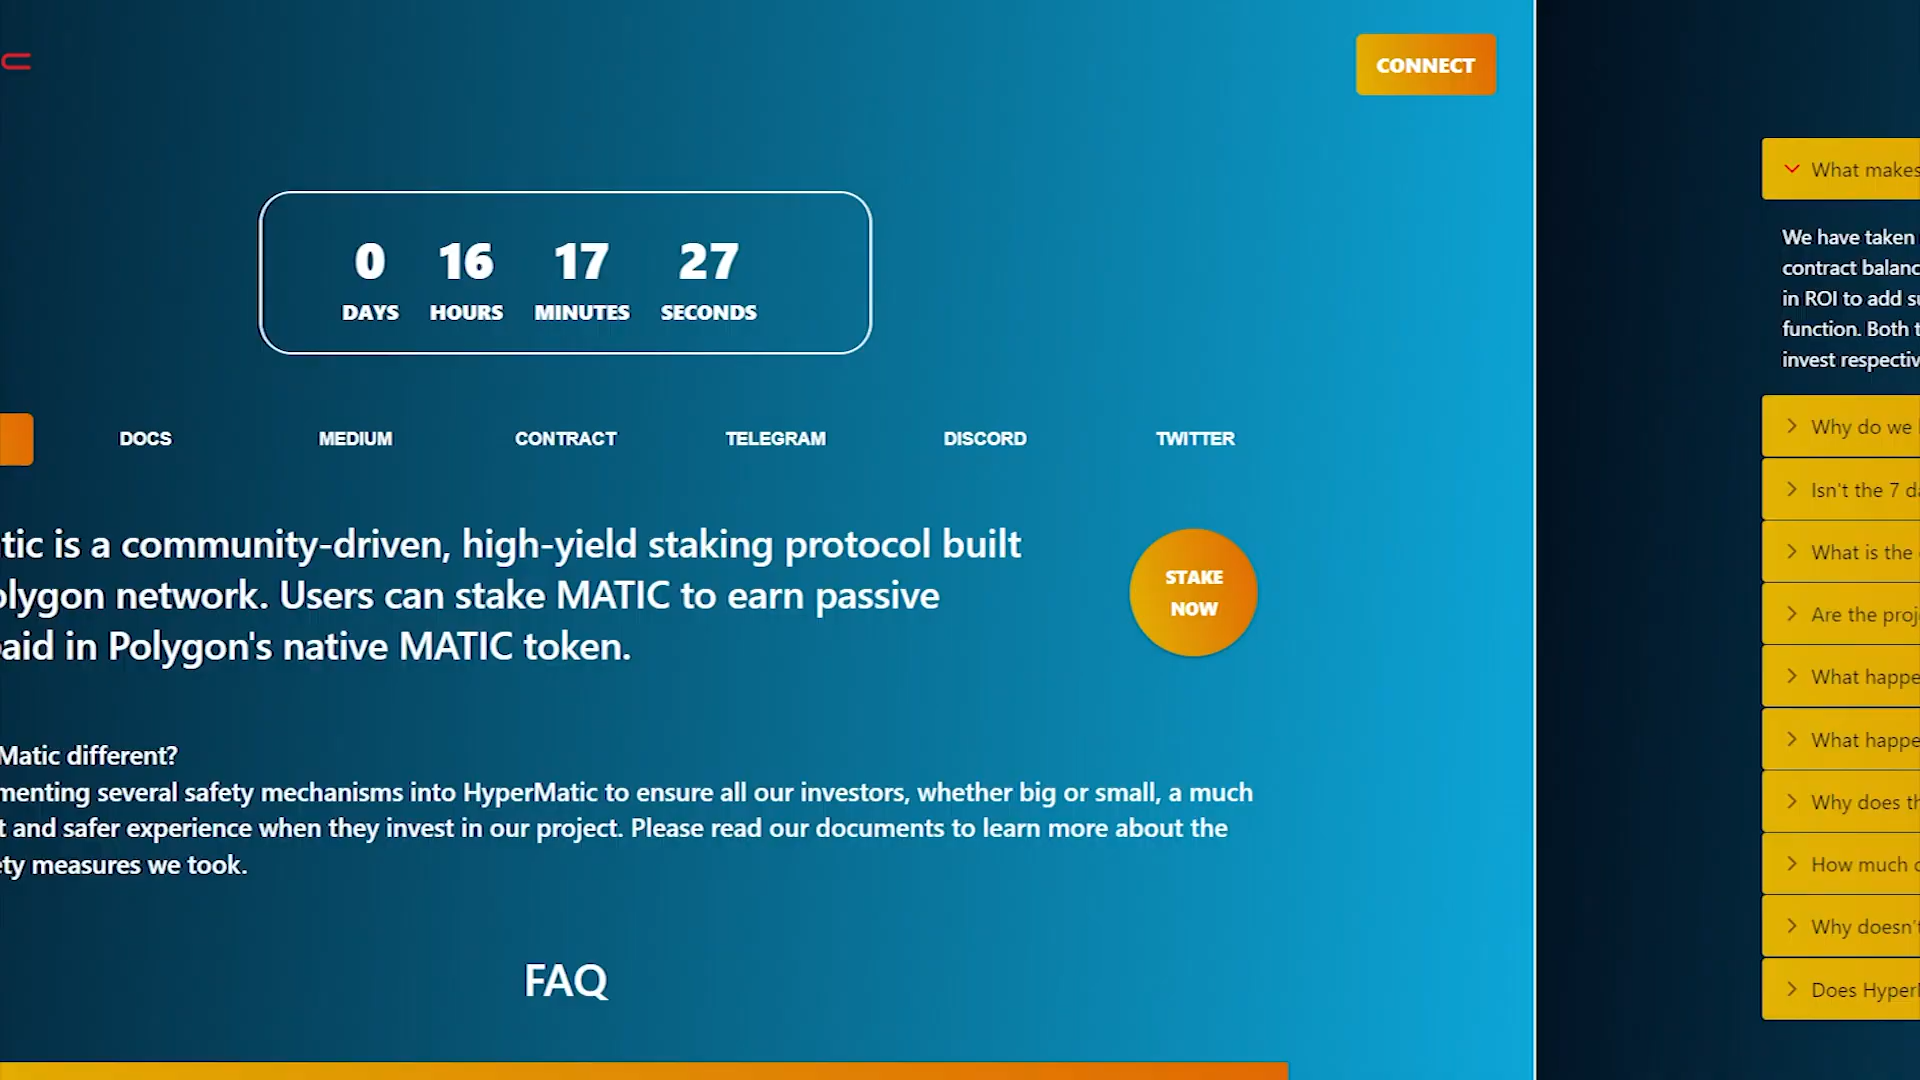 C
CONNECT
0 16 17 27
DAYS HOURS MINUTES SECONDS
DOCS MEDIUM CONTRACT TELEGRAM DISCORD TWITTER
tic is a community-driven, high-yield staking protocol built
olygon network. Users can stake MATIC to earn passive
aid in Polygon's native MATIC token.
STAKE
NOW
Matic different?
menting several safety mechanisms into HyperMatic to ensure all our investors, whether big or small, a much
t and safer experience when they invest in our project. Please read our documents to learn more about the
ety measures we took.
FAQ
What makes
We have taken
contract balanc
in ROI to add su
function. Both t
invest respectiv
Why do we
Isn't the 7 da
What is the
Are the proj
What happe
What happe
Why does th
How much
Why doesn't
Does Hyper